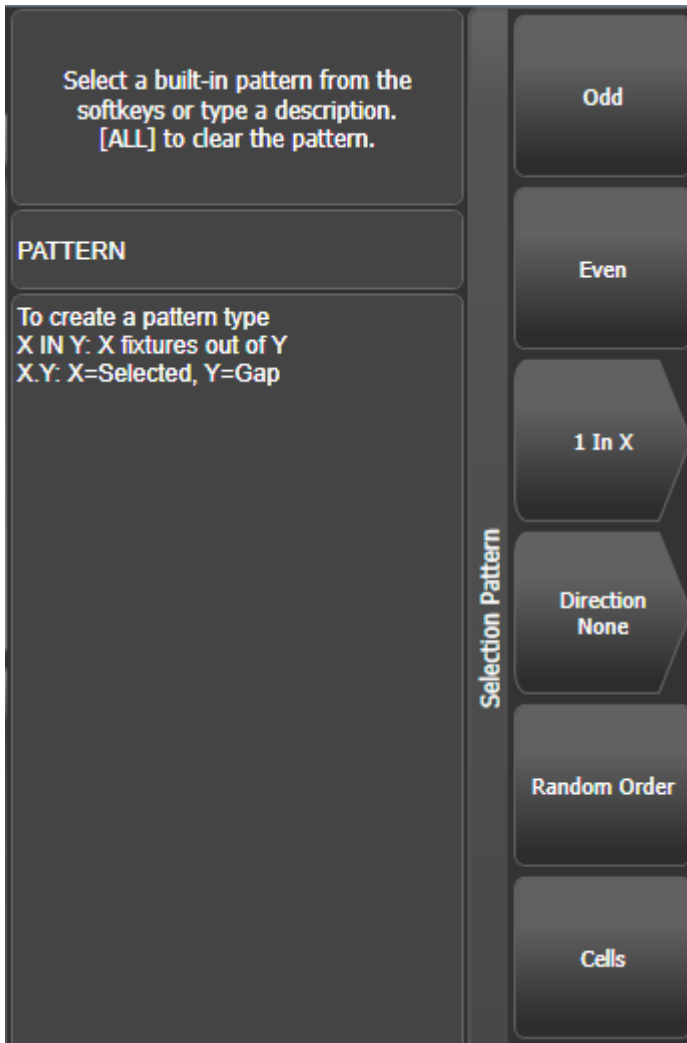 Select a built-in pattern from the
softkeys or type a description.
[ALL] to clear the pattern.
PATTERN
To create a pattern type
X IN Y: X fixtures out of Y
X.Y: X=Selected, Y=Gap
Selection Pattern
Odd
Even
1 In X
Direction
None
Random Order
Cells